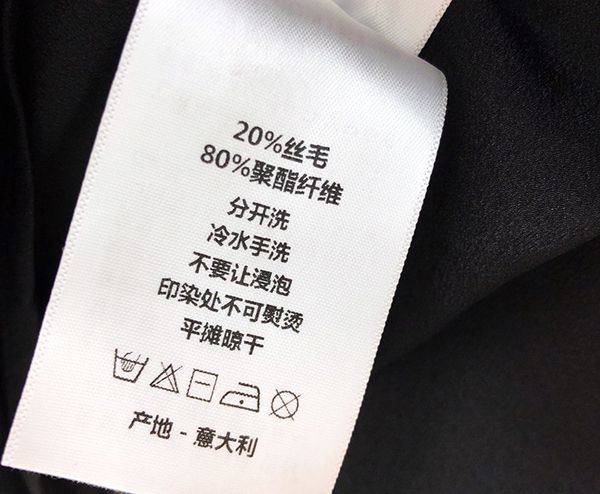 20%丝毛
80%聚酯纤维
分开洗
冷水手洗
不要让浸泡
印染处不可熨烫
平摊晾干
产地 - 意大利